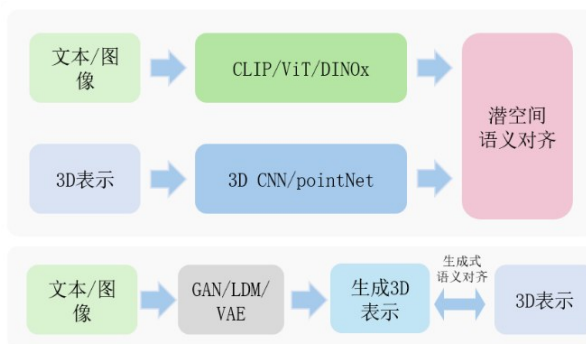 文本/图
像
CLIP/ViT/DINOx
潜空间
语义对齐
3D表示
3D CNN/pointNet
文本/图
像
GAN/LDM/
VAE
生成3D
表示
生成式
语义对齐
3D表示